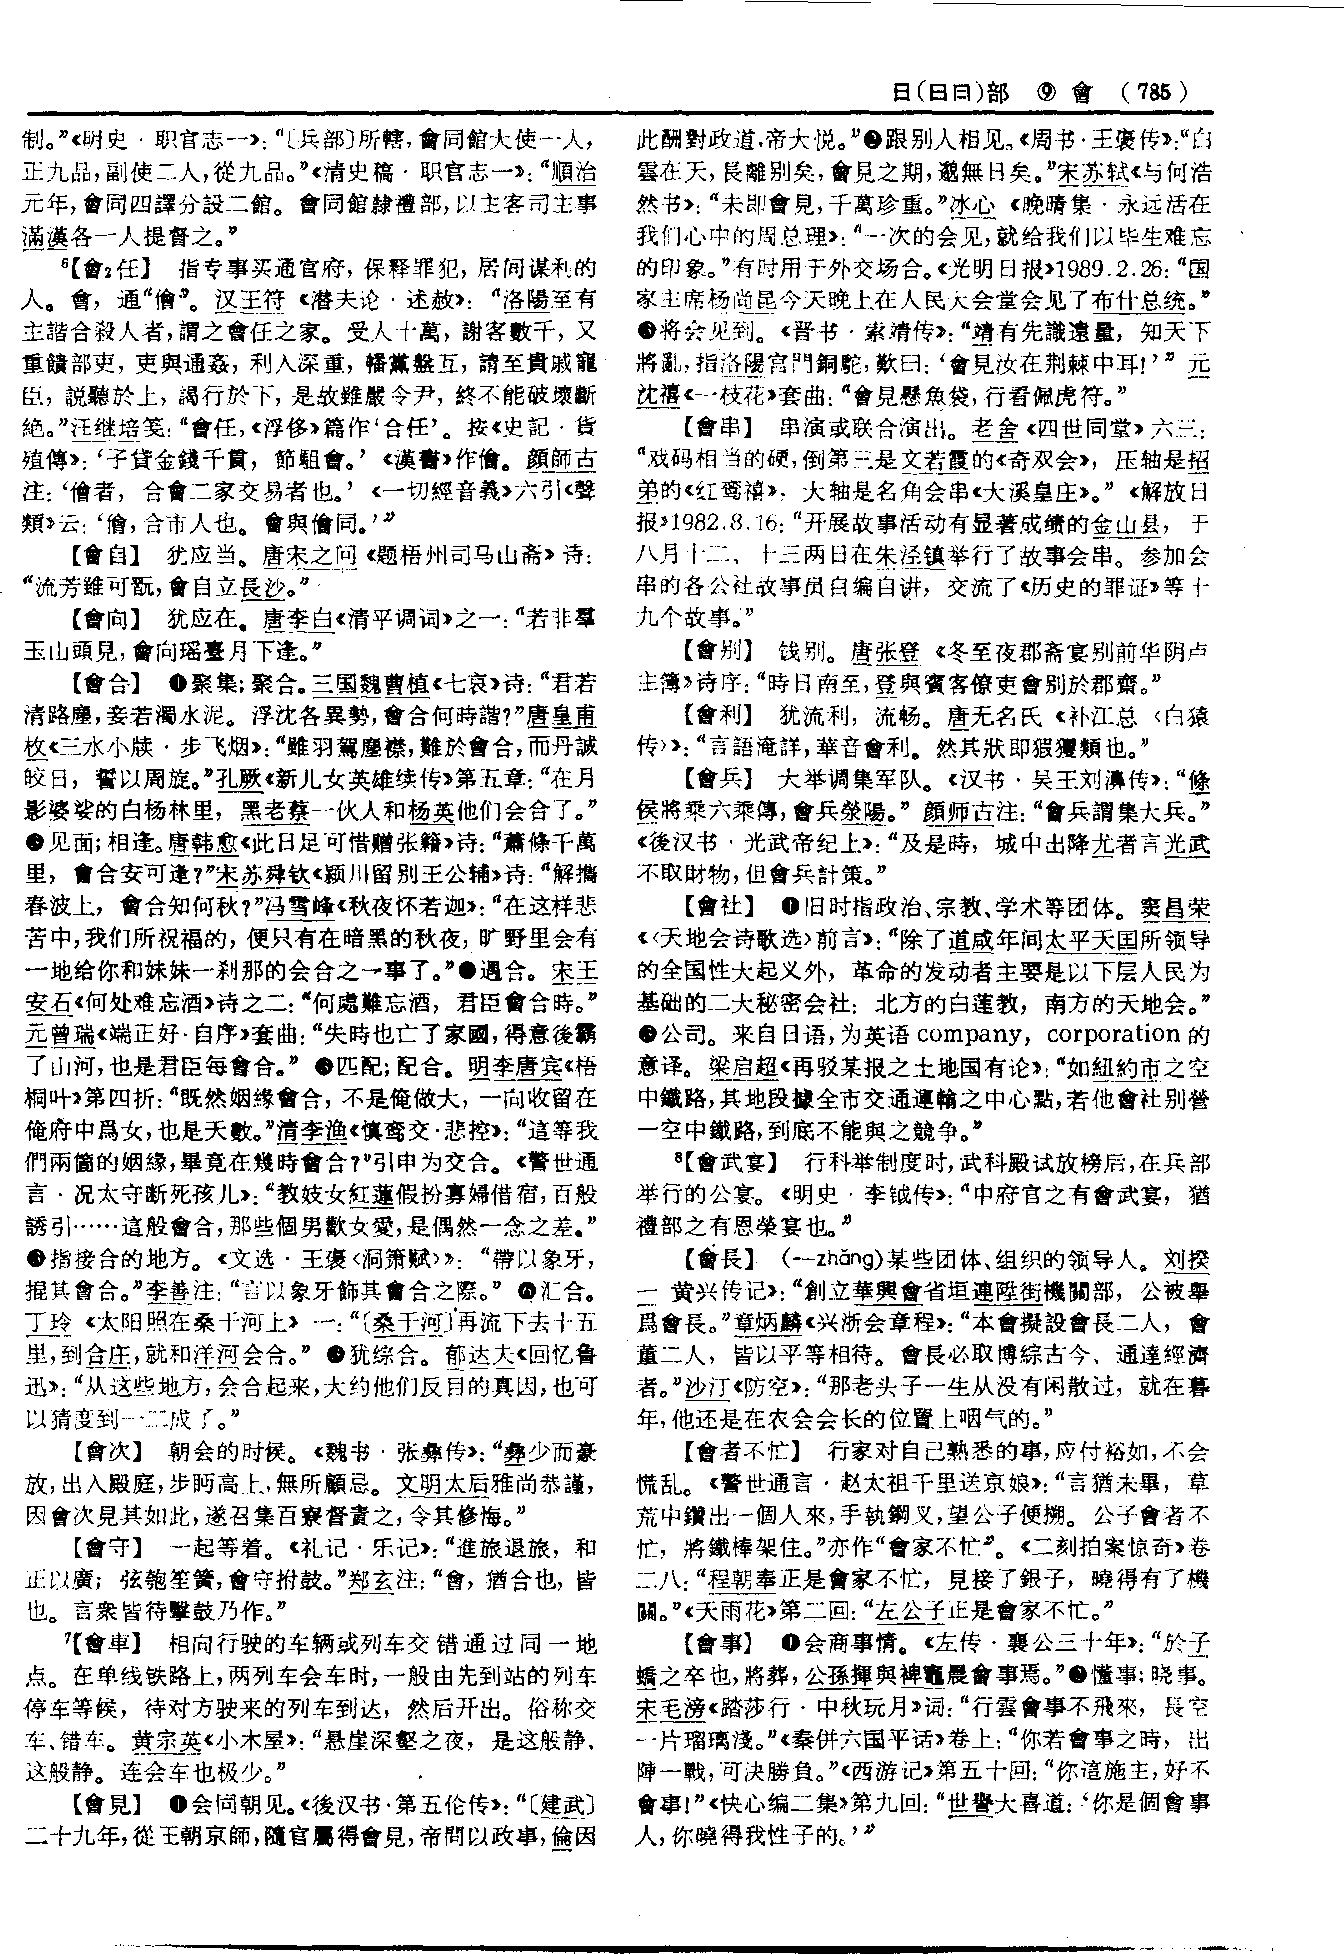 日(日曰)部 ⑨ 會 (785)
制。”《明史·职官志一》:“〔兵部〕所轄,會同館大使一人,
正九品,副使二人,從九品。”《清史稿·职官志一》:“順治
元年,會同四譯分設二館。會同館隸禮部,以主客司主事
滿漢各一人提督之。”
6【會₂任】 指专事买通官府,保释罪犯,居间谋利的
人。會,通“儈”。汉王符《潜夫论·述赦》:“洛陽至有
主諧合殺人者,謂之會任之家。受人十萬,謝客數千,又
重饋部吏,吏與通姦,利入深重,幡黨盤互,請至貴戚寵
臣,説聽於上,謁行於下,是故雖嚴令尹,終不能破壞斷
絶。”汪继培笺:“會任,《浮侈》篇作‘合任’。按《史記·貨
殖傳》:‘子貸金錢千貫,節駔會。’《漢書》作儈。顔師古
注:‘儈者,合會二家交易者也。’《一切經音義》六引《聲
類》云:‘儈,合市人也。會與儈同。’”
【會自】 犹应当。唐宋之问《题梧州司马山斋》诗:
“流芳雖可翫,會自立長沙。”
【會向】 犹应在。唐李白《清平调词》之一:“若非羣
玉山頭見,會向瑶臺月下逢。”
【會合】 ❶聚集;聚合。三国魏曹植《七哀》诗:“君若
清路塵,妾若濁水泥。浮沈各異勢,會合何時諧?”唐皇甫
枚《三水小牍·步飞烟》:“雖羽駕塵襟,難於會合,而丹誠
皎日,誓以周旋。”孔厥《新儿女英雄续传》第五章:“在月
影婆娑的白杨林里,黑老蔡一伙人和杨英他们会合了。”
❷见面;相逢。唐韩愈《此日足可惜赠张籍》诗:“蕭條千萬
里,會合安可逢?”宋苏舜钦《颍川留别王公辅》诗:“解攜
春波上,會合知何秋?”冯雪峰《秋夜怀若迦》:“在这样悲
苦中,我们所祝福的,便只有在暗黑的秋夜,旷野里会有
一地给你和妹妹一刹那的会合之一事了。”❸遇合。宋王
安石《何处难忘酒》诗之二:“何處難忘酒,君臣會合時。”
元曾瑞《端正好·自序》套曲:“失時也亡了家國,得意後霸
了山河,也是君臣每會合。” ❹匹配;配合。明李唐宾《梧
桐叶》第四折:“既然姻緣會合,不是俺做大,一向收留在
俺府中爲女,也是天數。”清李渔《慎鸾交·悲控》:“這等我
們兩箇的姻緣,畢竟在幾時會合?”引申为交合。《警世通
言·况太守断死孩儿》:“教妓女紅蓮假扮寡婦借宿,百般
誘引……這般會合,那些個男歡女愛,是偶然一念之差。”
❺指接合的地方。《文选·王褒〈洞箫赋〉》:“帶以象牙,
掍其會合。”李善注:“言以象牙飾其會合之際。” ❻汇合。
丁玲《太阳照在桑干河上》一:“〔桑干河〕再流下去十五
里,到合庄,就和洋河会合。” ❼犹综合。郁达夫《回忆鲁
迅》:“从这些地方,会合起来,大约他们反目的真因,也可
以猜度到一二成了。”
【會次】 朝会的时候。《魏书·张彝传》:“彝少而豪
放,出入殿庭,步眄高上,無所顧忌。文明太后雅尚恭謹,
因會次見其如此,遂召集百寮督責之,令其修悔。”
【會守】 一起等着。《礼记·乐记》:“進旅退旅,和
正以廣;弦匏笙簧,會守拊鼓。”郑玄注:“會,猶合也,皆
也。言衆皆待擊鼓乃作。”
7【會車】 相向行驶的车辆或列车交错通过同一地
点。在单线铁路上,两列车会车时,一般由先到站的列车
停车等候,待对方驶来的列车到达,然后开出。俗称交
车、错车。黄宗英《小木屋》:“悬崖深壑之夜,是这般静,
这般静。连会车也极少。”
【會見】 ❶会同朝见。《後汉书·第五伦传》:“〔建武〕
二十九年,從王朝京師,隨官屬得會見,帝問以政事,倫因
此酬對政道,帝大悦。”❷跟别人相见。《周书·王褒传》:“白
雲在天,長離别矣,會見之期,邈無日矣。”宋苏轼《与何浩
然书》:“未即會見,千萬珍重。”冰心《晚晴集·永远活在
我们心中的周总理》:“一次的会见,就给我们以毕生难忘
的印象。”有时用于外交场合。《光明日报》1989.2.26:“国
家主席杨尚昆今天晚上在人民大会堂会见了布什总统。”
❸将会见到。《晋书·索靖传》:“靖有先識遠量,知天下
將亂,指洛陽宫門銅駝,歎曰:‘會見汝在荆棘中耳!’” 元
沈禧《一枝花》套曲:“會見懸魚袋,行看佩虎符。”
【會串】 串演或联合演出。老舍《四世同堂》六三:
“戏码相当的硬,倒第三是文若霞的《奇双会》,压轴是招
弟的《红鸾禧》,大轴是名角会串《大溪皇庄》。”《解放日
报》1982.8.16:“开展故事活动有显著成绩的金山县,于
八月十二、十三两日在朱泾镇举行了故事会串。参加会
串的各公社故事员自编自讲,交流了《历史的罪证》等十
九个故事。”
【會别】 饯别。唐张登《冬至夜郡斋宴别前华阴卢
主簿》诗序:“時日南至,登與賓客僚吏會别於郡齋。”
【會利】 犹流利,流畅。唐无名氏《补江总〈白猿
传〉》:“言語淹詳,華音會利。然其狀即猳玃類也。”
【會兵】 大举调集军队。《汉书·吴王刘濞传》:“條
侯將乘六乘傳,會兵滎陽。”顔师古注:“會兵謂集大兵。”
《後汉书·光武帝纪上》:“及是時,城中出降尤者言光武
不取財物,但會兵計策。”
【會社】 ❶旧时指政治、宗教、学术等团体。窦昌荣
《〈天地会诗歌选〉前言》:“除了道咸年间太平天国所领导
的全国性大起义外,革命的发动者主要是以下层人民为
基础的二大秘密会社:北方的白莲教,南方的天地会。”
❷公司。来自日语,为英语 company, corporation 的
意译。梁启超《再驳某报之土地国有论》:“如紐約市之空
中鐵路,其地段據全市交通運輸之中心點,若他會社别營
一空中鐵路,到底不能與之競争。”
8【會武宴】 行科举制度时,武科殿试放榜后,在兵部
举行的公宴。《明史·李钺传》:“中府官之有會武宴,猶
禮部之有恩榮宴也。”
【會長】 (—zhǎng)某些团体、组织的领导人。刘揆
一 黄兴传记》:“創立華興會省垣連陞街機關部,公被舉
爲會長。”章炳麟《兴浙会章程》:“本會擬設會長二人,會
董二人,皆以平等相待。會長必取博綜古今、通達經濟
者。”沙汀《防空》:“那老头子一生从没有闲散过,就在暮
年,他还是在农会会长的位置上咽气的。”
【會者不忙】 行家对自己熟悉的事,应付裕如,不会
慌乱。《警世通言·赵太祖千里送京娘》:“言猶未畢,草
荒中鑽出一個人來,手執鋼叉,望公子便搠。公子會者不
忙,將鐵棒架住。”亦作“會家不忙”。《二刻拍案惊奇》卷
二八:“程朝奉正是會家不忙,見接了銀子,曉得有了機
關。”《天雨花》第二回:“左公子正是會家不忙。”
【會事】 ❶会商事情。《左传·襄公三十年》:“於子
蟜之卒也,將葬,公孫揮與裨竈晨會事焉。”❷懂事;晓事。
宋毛滂《踏莎行·中秋玩月》词:“行雲會事不飛來,長空
一片瑠璃淺。”《秦併六国平话》卷上:“你若會事之時,出
陣一戰,可决勝負。”《西游记》第五十回:“你這施主,好不
會事!”《快心编二集》第九回:“世譽大喜道:‘你是個會事
人,你曉得我性子的。’”